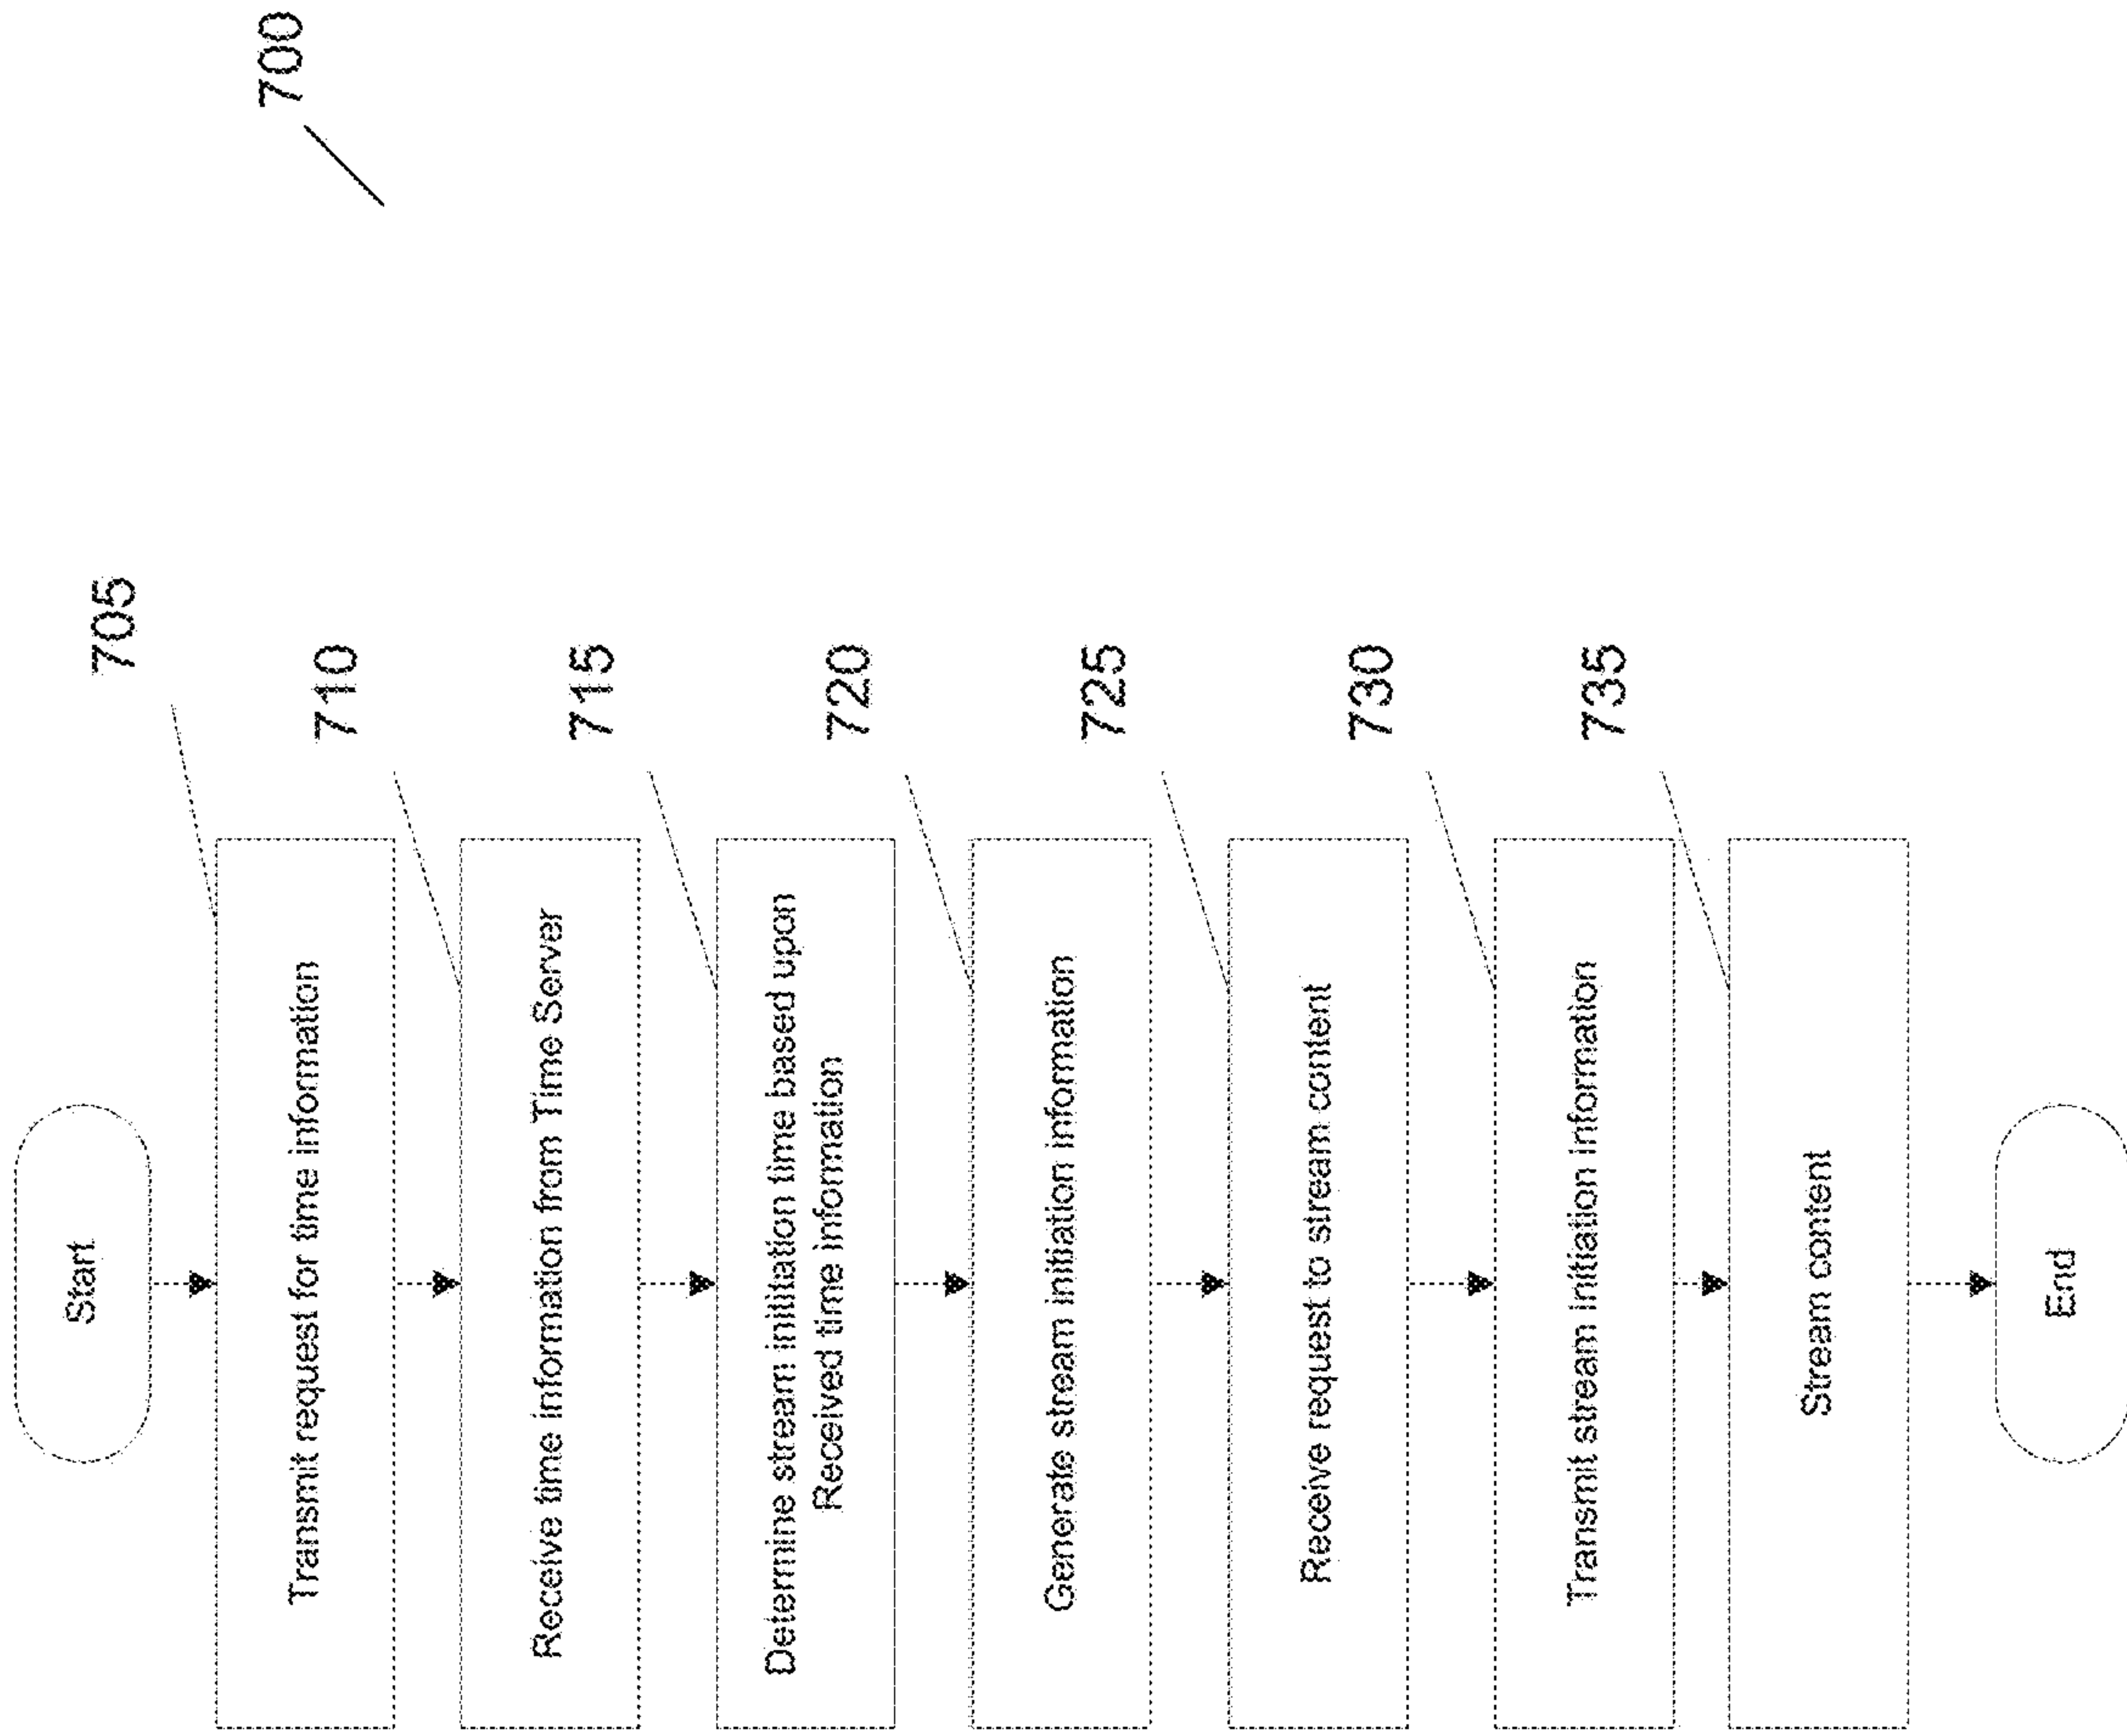 700
Start
705
Transmit request for time information
710
Receive time information from Time Server
715
Determine stream inititation time based upon
Received time information
720
Generate stream initiation information
725
Receive request to stream content
730
Transmit stream initiation information
735
Stream content
End